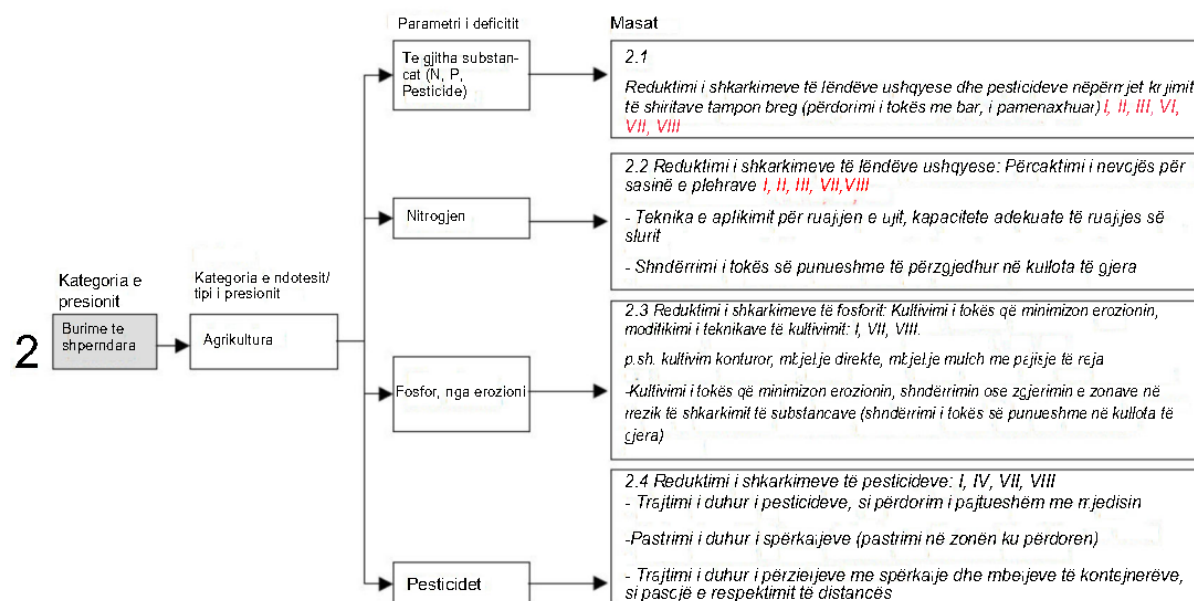 Parametri i deficitit
Masat
Te gjitha substan-
cat (N, P,
Pesticide)
2.1
Reduktimi i shkarkimeve të lëndëve ushqyese dhe pesticideve nëpërmjet krijimit
të shiritave tampon breg (përdorimi i tokës me bar, i pamenaxhuar) I, II, III, VI,
VII, VIII
Nitrogjen
2.2 Reduktimi i shkarkimeve të lëndëve ushqyese: Përcaktimi i nevojës për
sasinë e plehrave I, II, III, VII,VIII
- Teknika e aplikimit për ruajtjen e ujit, kapacitete adekuate të ruajtjes së
slurit
- Shndërrimi i tokës së punueshme të përzgjedhur në kullota të gjera
Kategoria e
presionit
Kategoria e ndotesit/
tipi i presionit
2
Burime te
shperndara
Agrikultura
Fosfor, nga erozioni
2.3 Reduktimi i shkarkimeve të fosforit: Kultivimi i tokës që minimizon erozionin,
modifikimi i teknikave të kultivimit: I, VII, VIII.
p.sh. kultivim konturor, mbjellje direkte, mbjellje mulch me pajisje të reja
-Kultivimi i tokës që minimizon erozionin, shndërrimin ose zgjerimin e zonave në
rrezik të shkarkimit të substancave (shndërrimi i tokës së punueshme në kullota të
gjera)
Pesticidet
2.4 Reduktimi i shkarkimeve të pesticideve: I, IV, VII, VIII
- Trajtimi i duhur i pesticideve, si përdorim i pajtueshëm me mjedisin
-Pastrimi i duhur i spërkatjeve (pastrimi në zonën ku përdoren)
- Trajtimi i duhur i përzierjeve me spërkatje dhe mbetjeve të kontejnerëve,
si pasojë e respektimit të distancës